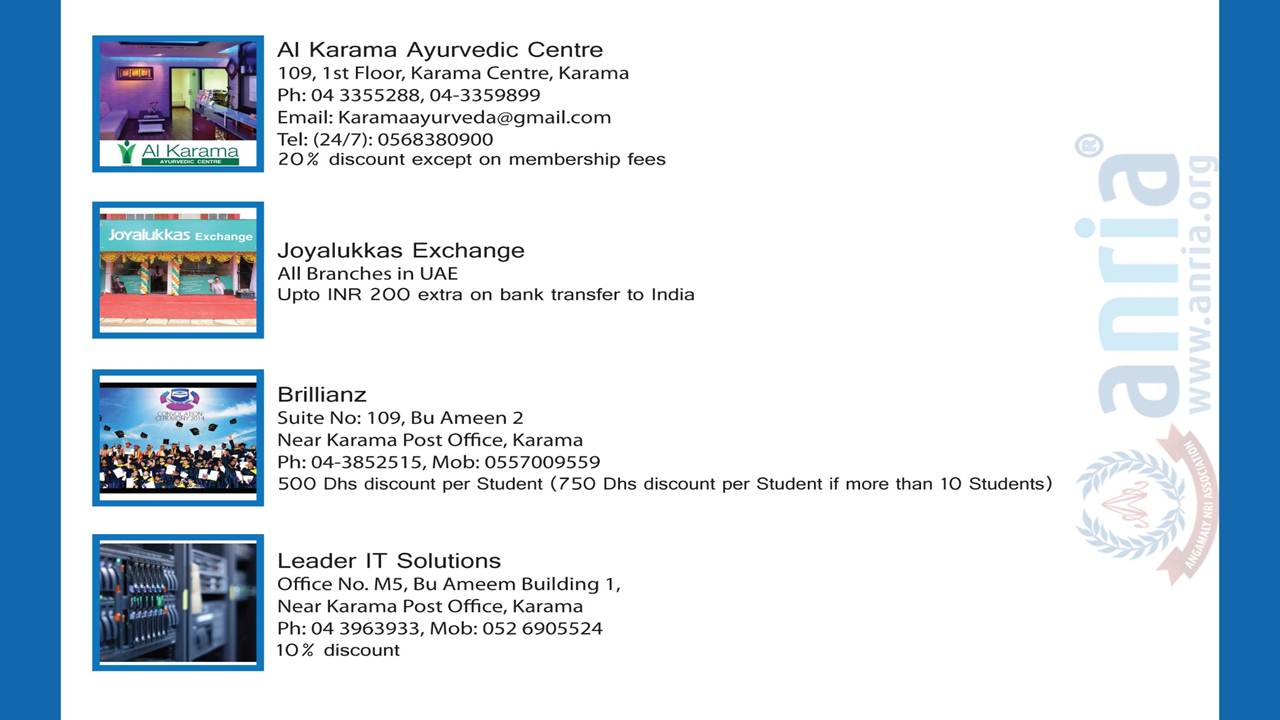 Al Karama
AYURVEDIC CENTRE
Al Karama Ayurvedic Centre
109, 1st Floor, Karama Centre, Karama
Ph: 04 3355288, 04-3359899
Email: Karamaayurveda@gmail.com
Tel: (24/7): 0568380900
20% discount except on membership fees
Joyalukkas Exchange
Joyalukkas Exchange
All Branches in UAE
Upto INR 200 extra on bank transfer to India
CONVOCATION
CEREMONY 2014
Brillianz
Suite No: 109, Bu Ameen 2
Near Karama Post Office, Karama
Ph: 04-3852515, Mob: 0557009559
500 Dhs discount per Student (750 Dhs discount per Student if more than 10 Students)
Leader IT Solutions
Office No. M5, Bu Ameem Building 1,
Near Karama Post Office, Karama
Ph: 04 3963933, Mob: 052 6905524
10% discount
anria®
www.anria.org
ANGAMALY NRI ASSOCIATION